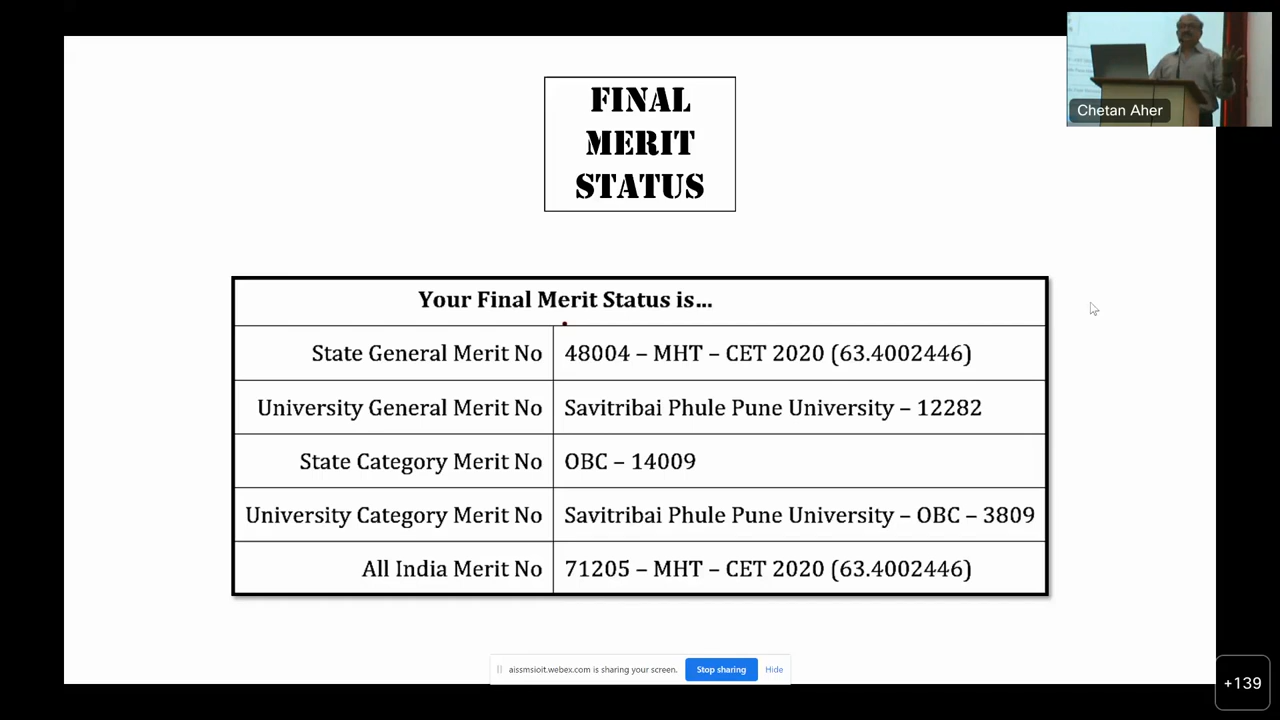 FINAL
MERIT
STATUS
Chetan Aher
Your Final Merit Status is...
State General Merit No 48004 – MHT – CET 2020 (63.4002446)
University General Merit No Savitribai Phule Pune University – 12282
State Category Merit No OBC – 14009
University Category Merit No Savitribai Phule Pune University – OBC – 3809
All India Merit No 71205 – MHT – CET 2020 (63.4002446)
aissmsioit.webex.com is sharing your screen. Stop sharing Hide
+139